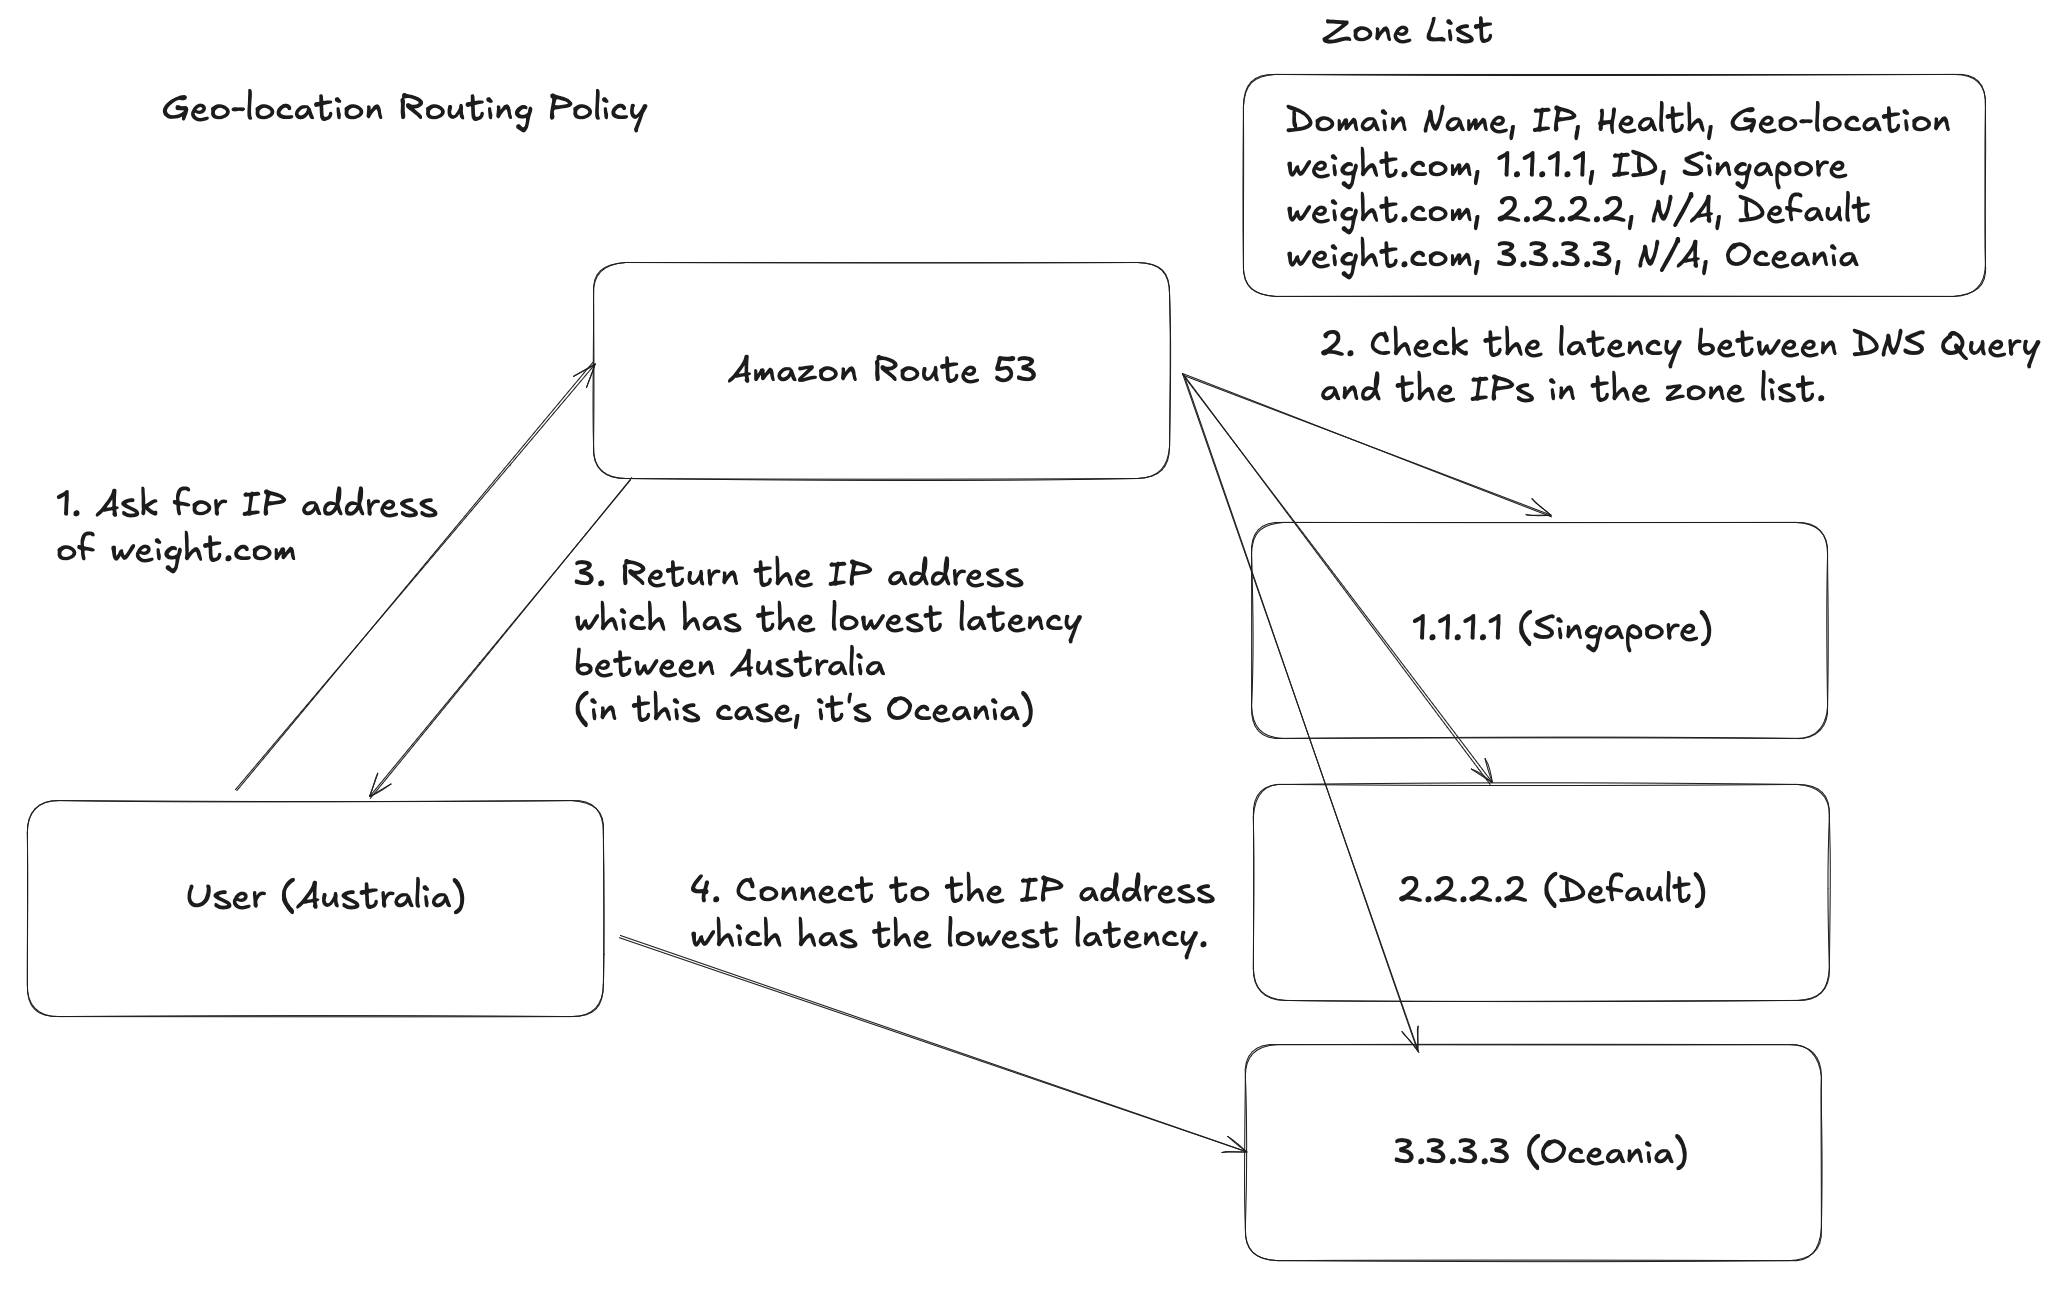 Zone List
Geo-location Routing Policy
Domain Name, IP, Health, Geo-location
weight.com, 1.1.1.1, ID, Singapore
weight.com, 2.2.2.2, N/A, Default
weight.com, 3.3.3.3, N/A, Oceania
Amazon Route 53
2. Check the latency between DNS Query
and the IPs in the zone list.
1. Ask for IP address
of weight.com
3. Return the IP address
which has the lowest latency
between Australia
(in this case, it's Oceania)
1.1.1.1 (Singapore)
User (Australia)
4. Connect to the IP address
which has the lowest latency.
2.2.2.2 (Default)
3.3.3.3 (Oceania)